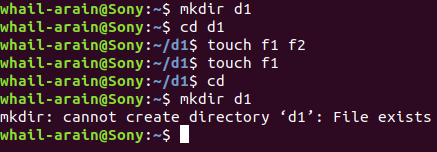 whail-arain@Sony:~$ mkdir d1
whail-arain@Sony:~$ cd d1
whail-arain@Sony:~/d1$ touch f1 f2
whail-arain@Sony:~/d1$ touch f1
whail-arain@Sony:~/d1$ cd
whail-arain@Sony:~$ mkdir d1
mkdir: cannot create directory ‘d1’: File exists
whail-arain@Sony:~$